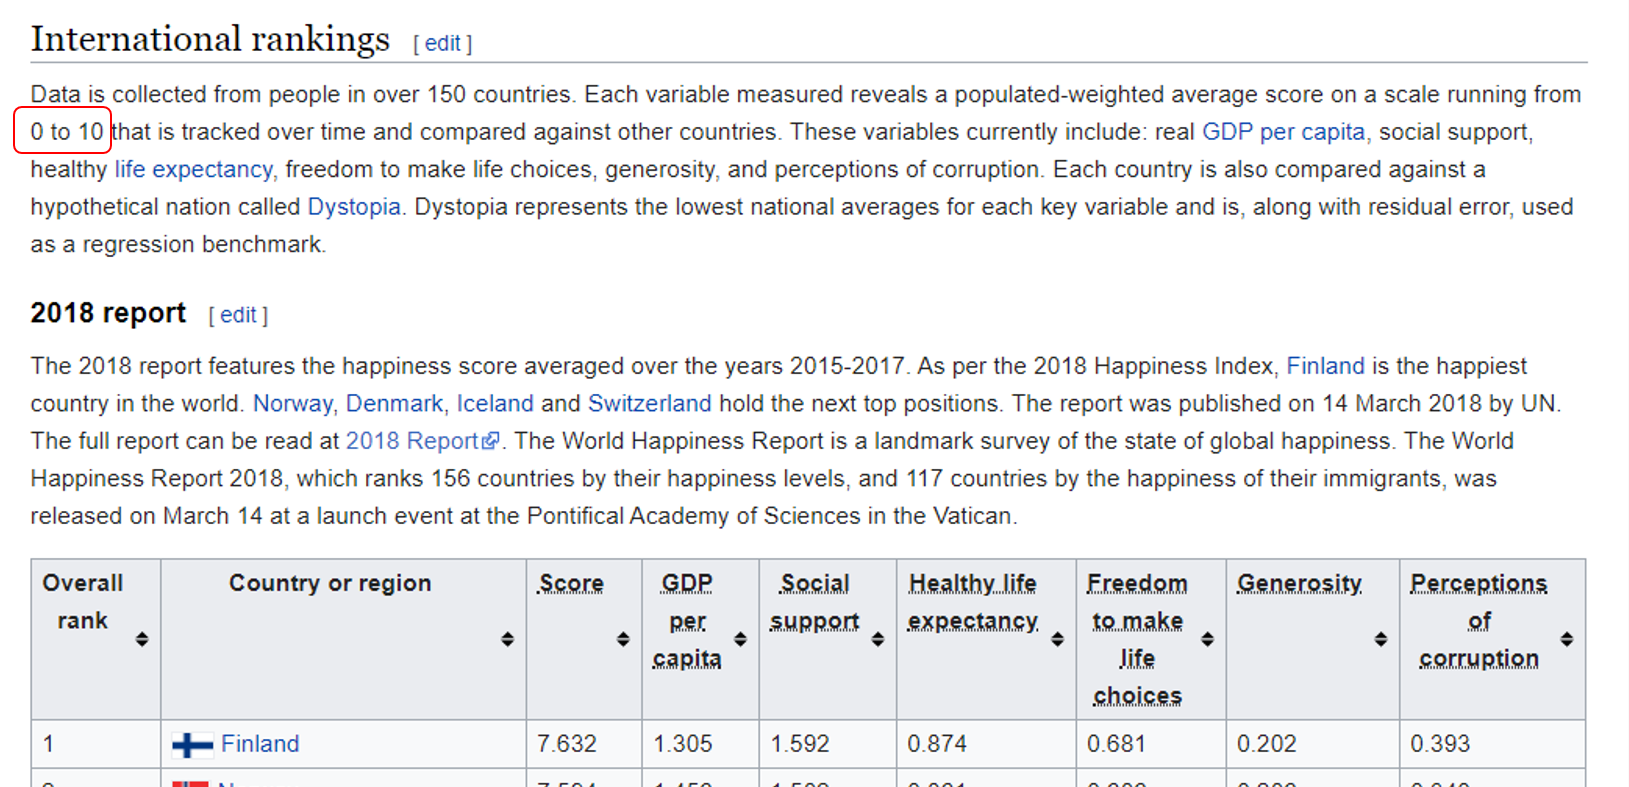 International rankings [ edit ]
Data is collected from people in over 150 countries. Each variable measured reveals a populated-weighted average score on a scale running from
0 to 10 that is tracked over time and compared against other countries. These variables currently include: real GDP per capita, social support,
healthy life expectancy, freedom to make life choices, generosity, and perceptions of corruption. Each country is also compared against a
hypothetical nation called Dystopia. Dystopia represents the lowest national averages for each key variable and is, along with residual error, used
as a regression benchmark.
2018 report [ edit ]
The 2018 report features the happiness score averaged over the years 2015-2017. As per the 2018 Happiness Index, Finland is the happiest
country in the world. Norway, Denmark, Iceland and Switzerland hold the next top positions. The report was published on 14 March 2018 by UN.
The full report can be read at 2018 Report. The World Happiness Report is a landmark survey of the state of global happiness. The World
Happiness Report 2018, which ranks 156 countries by their happiness levels, and 117 countries by the happiness of their immigrants, was
released on March 14 at a launch event at the Pontifical Academy of Sciences in the Vatican.
Overall rank Country or region Score GDP per capita Social support Healthy life expectancy Freedom to make life choices Generosity Perceptions of corruption
1 Finland 7.632 1.305 1.592 0.874 0.681 0.202 0.393